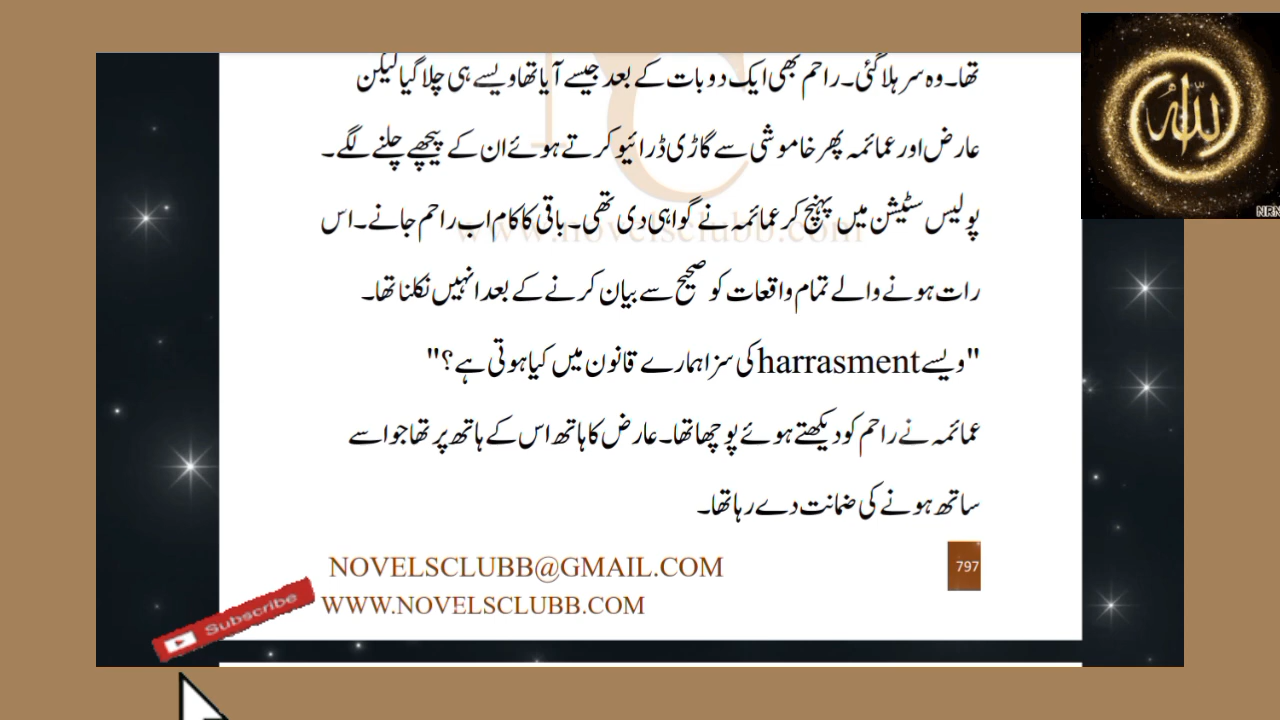 تھا۔ وہ سر ہلا گئی۔ راحم بھی ایک دو بات کے بعد جیسے آیا تھا ویسے ہی چلا گیا لیکن
عارض اور عمائمہ پھر خاموشی سے گاڑی ڈرائیو کرتے ہوئے ان کے پیچھے چلنے لگے۔
پولیس سٹیشن میں پہنچ کر عمائمہ نے گواہی دی تھی۔ باقی کا کام اب راحم جانے۔ اس
رات ہونے والے تمام واقعات کو صحیح سے بیان کرنے کے بعد انہیں نکلنا تھا۔
"ویسے harrasment کی سزا ہمارے قانون میں کیا ہوتی ہے؟"
عمائمہ نے راحم کو دیکھتے ہوئے پوچھا تھا۔ عارض کا ہاتھ اس کے ہاتھ پر تھا جو اسے
ساتھ ہونے کی ضمانت دے رہا تھا۔
www.novelsclubb.com
NOVELSCLUBB@GMAIL.COM
797
WWW.NOVELSCLUBB.COM
Subscribe
الله
NRN